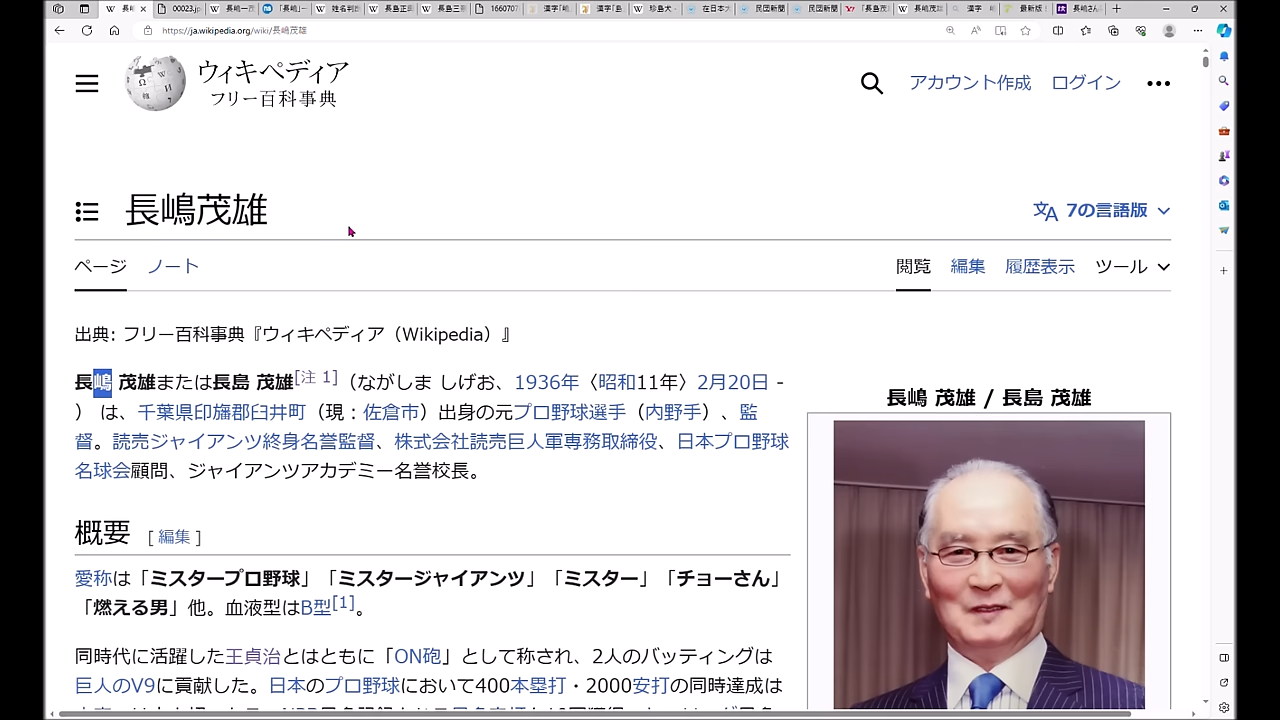 長嶋一茂
00023.jp
長嶋正
長嶋三
1660707
https://ja.wikipedia.org/wiki/長嶋茂雄
ウィキペディア
フリー百科事典
アカウント作成 ログイン
長嶋茂雄
7の言語版
ページ ノート
閲覧 編集 履歴表示 ツール
出典: フリー百科事典『ウィキペディア（Wikipedia）』
長嶋 茂雄または長島 茂雄[注 1]（ながしま しげお、1936年〈昭和11年〉2月20日 -
） は、千葉県印旛郡臼井町（現：佐倉市）出身の元プロ野球選手（内野手）、監
督。読売ジャイアンツ終身名誉監督、株式会社読売巨人軍専務取締役、日本プロ野球
名球会顧問、ジャイアンツアカデミー名誉校長。
長嶋 茂雄 / 長島 茂雄
概要 [ 編集 ]
愛称は「ミスタープロ野球」「ミスタージャイアンツ」「ミスター」「チョーさん」
「燃える男」他。血液型はB型[1]。
同時代に活躍した王貞治とはともに「ON砲」として称され、2人のバッティングは
巨人のV9に貢献した。日本のプロ野球において400本塁打・2000安打の同時達成は